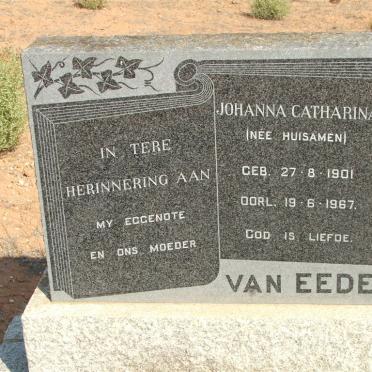 IN TERE
HERINNERING AAN
MY EGGENOTE
EN ONS MOEDER
JOHANNA CATHARINA
(NEE HUISAMEN)
GEB. 27·8·1901
OORL. 19·6·1967.
GOD IS LIEFDE.
VAN EEDE